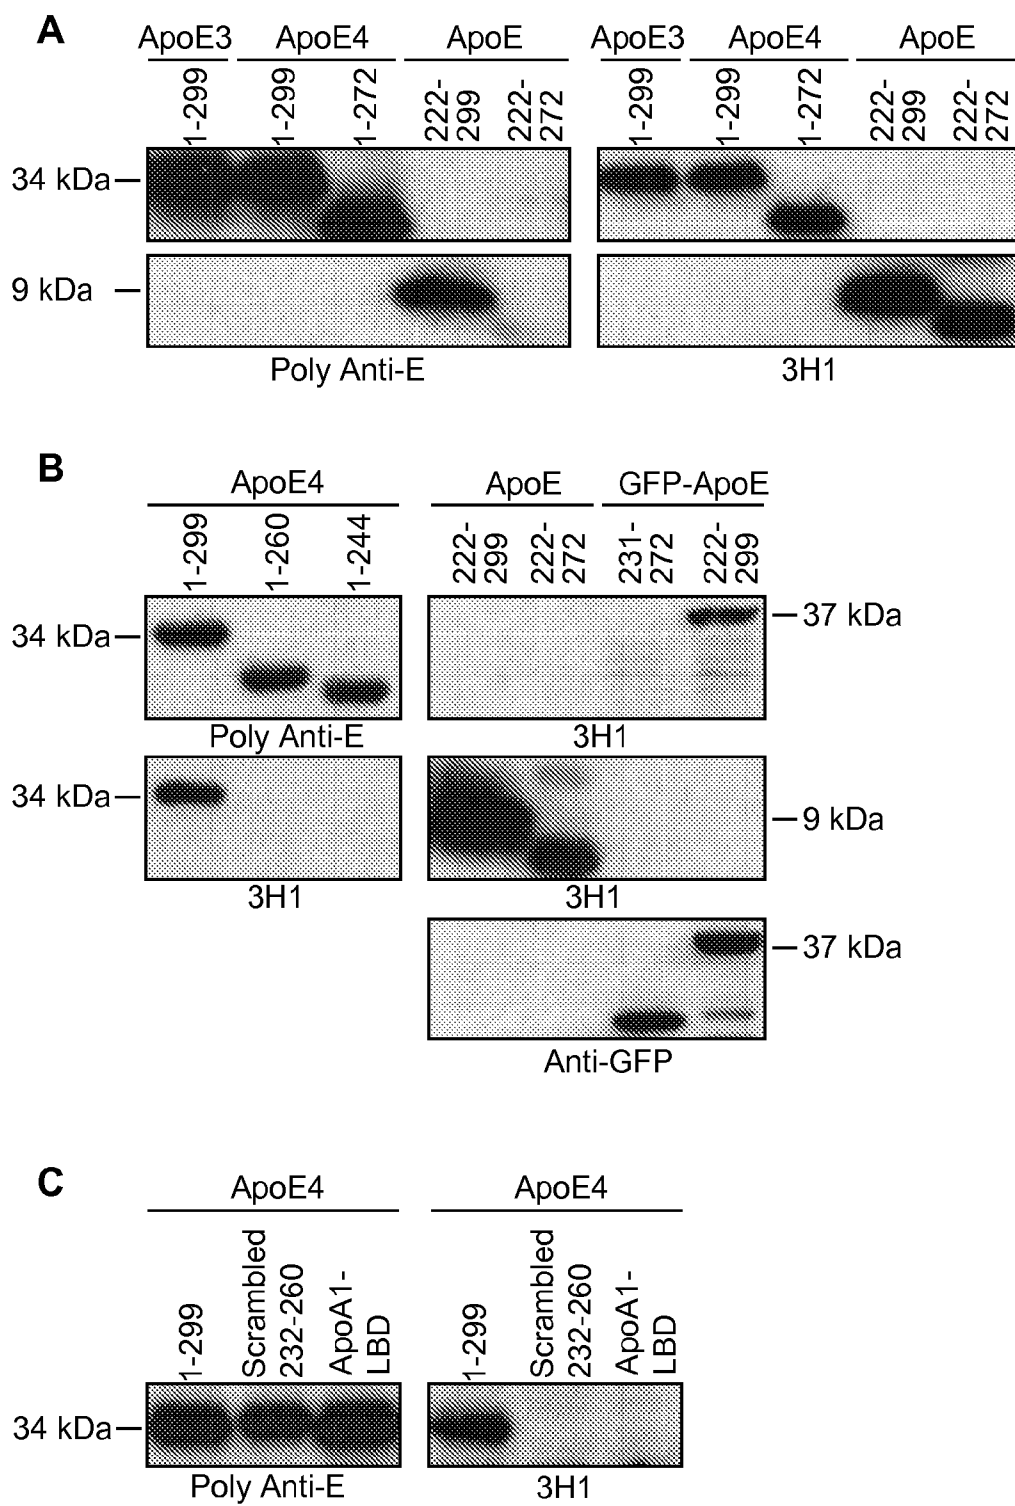 A
ApoE3 ApoE4 ApoE ApoE3 ApoE4 ApoE
1-299 1-299 1-272 222-299 222-272 1-299 1-299 1-272 222-299 222-272
34 kDa
9 kDa
Poly Anti-E 3H1
B
ApoE4 ApoE GFP-ApoE
1-299 1-260 1-244 222-299 222-272 231-272 222-299
34 kDa 37 kDa
Poly Anti-E 3H1
34 kDa 9 kDa
3H1 3H1
37 kDa
Anti-GFP
C
ApoE4 ApoE4
1-299 Scrambled 232-260 ApoA1-LBD 1-299 Scrambled 232-260 ApoA1-LBD
34 kDa
Poly Anti-E 3H1